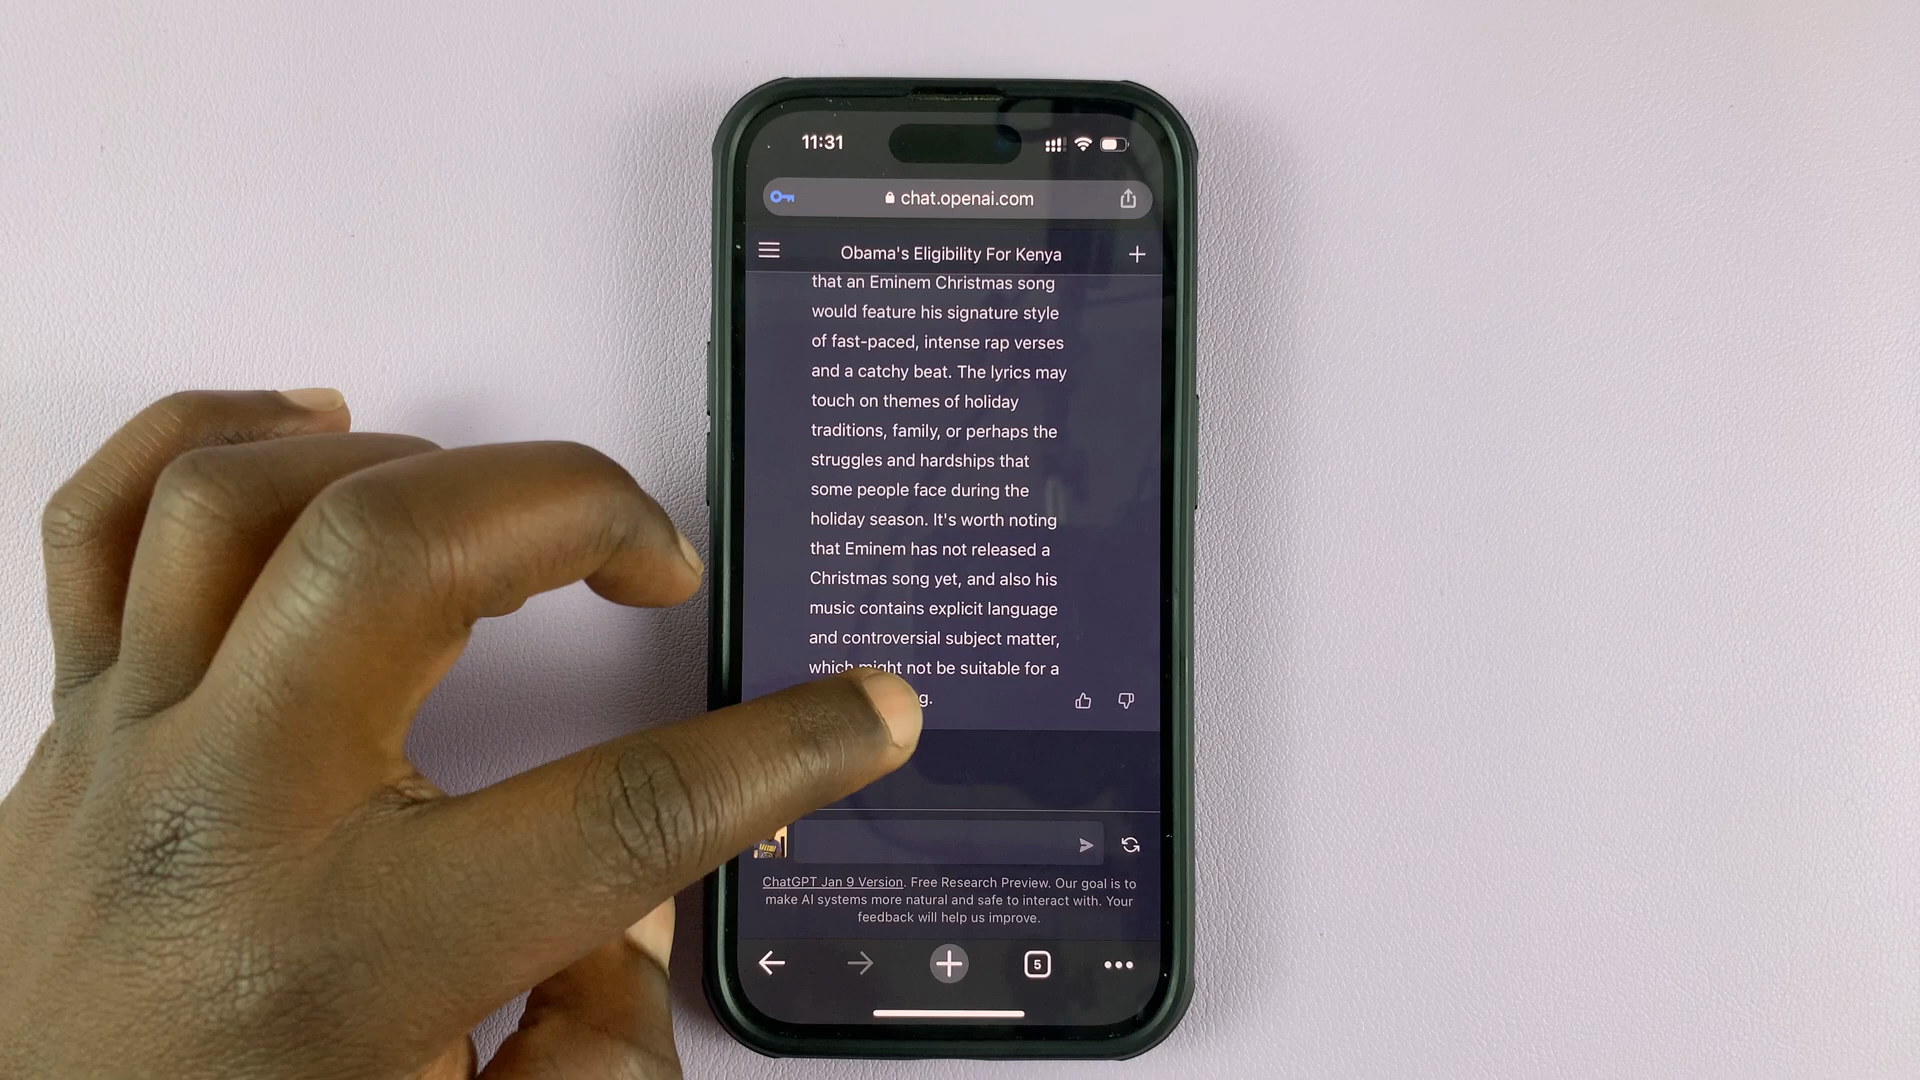 11:31
chat.openai.com
Obama's Eligibility For Kenya
that an Eminem Christmas song
would feature his signature style
of fast-paced, intense rap verses
and a catchy beat. The lyrics may
touch on themes of holiday
traditions, family, or perhaps the
struggles and hardships that
some people face during the
holiday season. It's worth noting
that Eminem has not released a
Christmas song yet, and also his
music contains explicit language
and controversial subject matter,
which might not be suitable for a
g.
ChatGPT Jan 9 Version. Free Research Preview. Our goal is to
make AI systems more natural and safe to interact with. Your
feedback will help us improve.
5